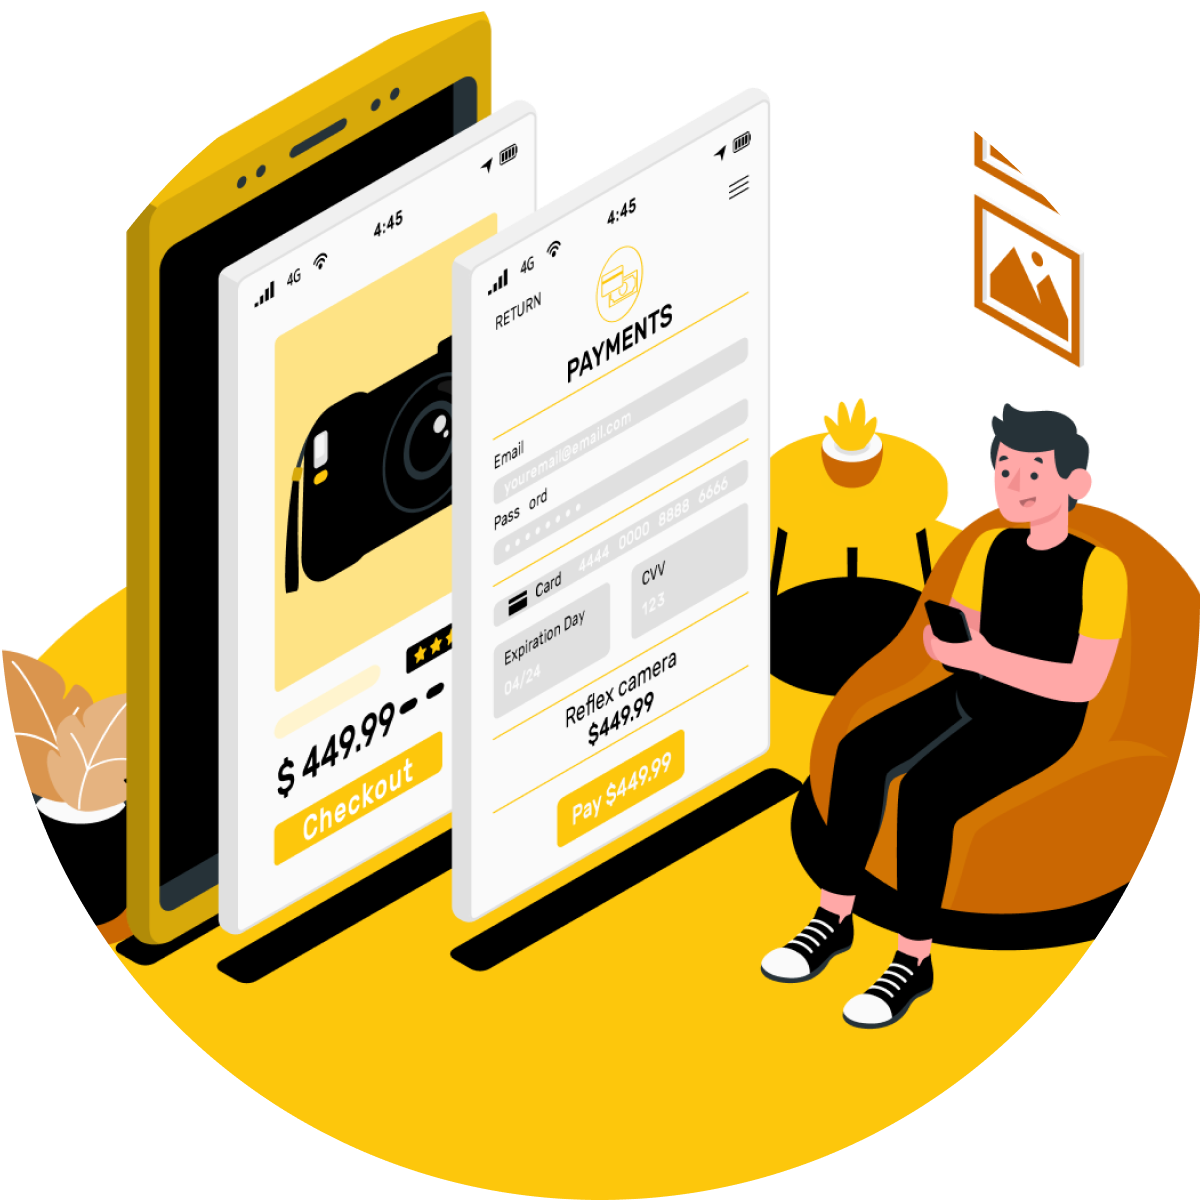 4:45
4G
$ 449.99
Checkout
4:45
4G
RETURN
PAYMENTS
Email
youremail@email.com
Pass ord
Card 4444 0000 8888 6666
Expiration Day
04/24
CVV
123
Reflex camera
$449.99
Pay $449.99